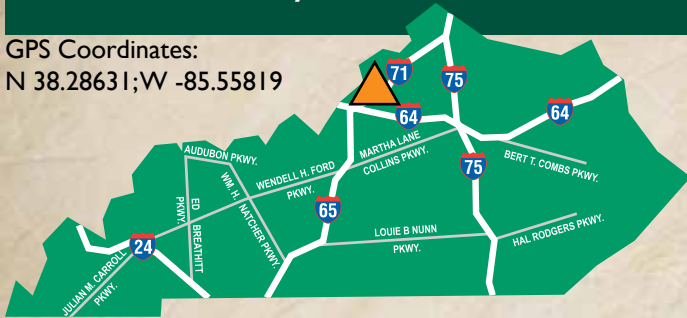 GPS Coordinates:
N 38.28631;W -85.55819
71
75
64
64
AUDUBON PKWY.
WENDELL H. FORD
PKWY.
MARTHA LANE
COLLINS PKWY.
75
BERT T. COMBS PKWY.
WM. H. NATCHER PKWY.
ED BREATHITT
PKWY.
65
LOUIE B NUNN
PKWY.
HAL RODGERS PKWY.
24
JULIAN M. CARROLL
PKWY.